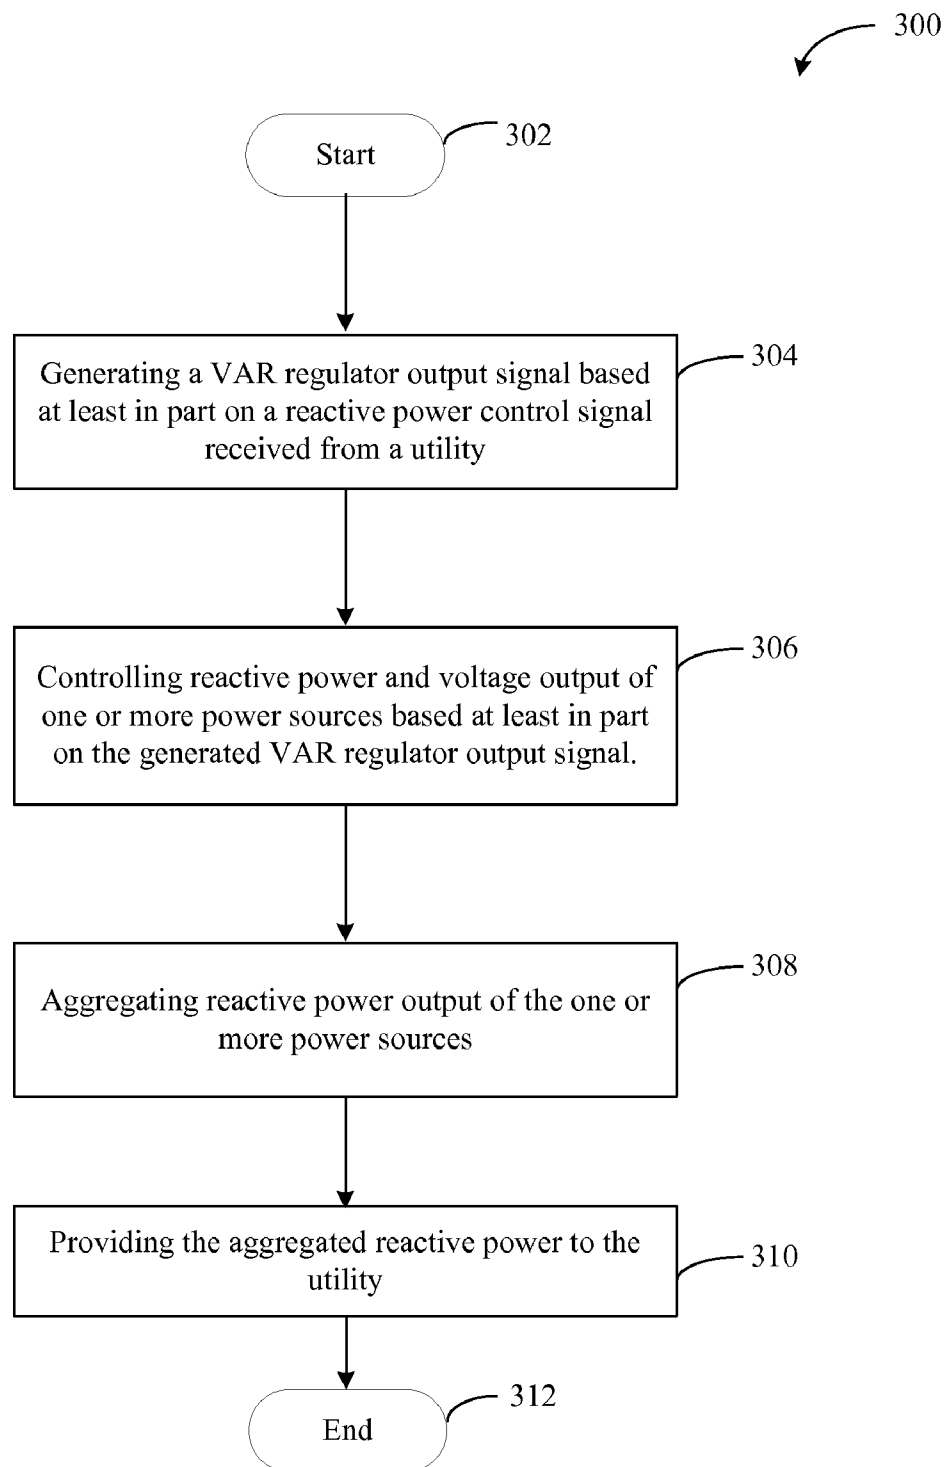 300
Start
302
Generating a VAR regulator output signal based
at least in part on a reactive power control signal
received from a utility
304
Controlling reactive power and voltage output of
one or more power sources based at least in part
on the generated VAR regulator output signal.
306
Aggregating reactive power output of the one or
more power sources
308
Providing the aggregated reactive power to the
utility
310
End
312